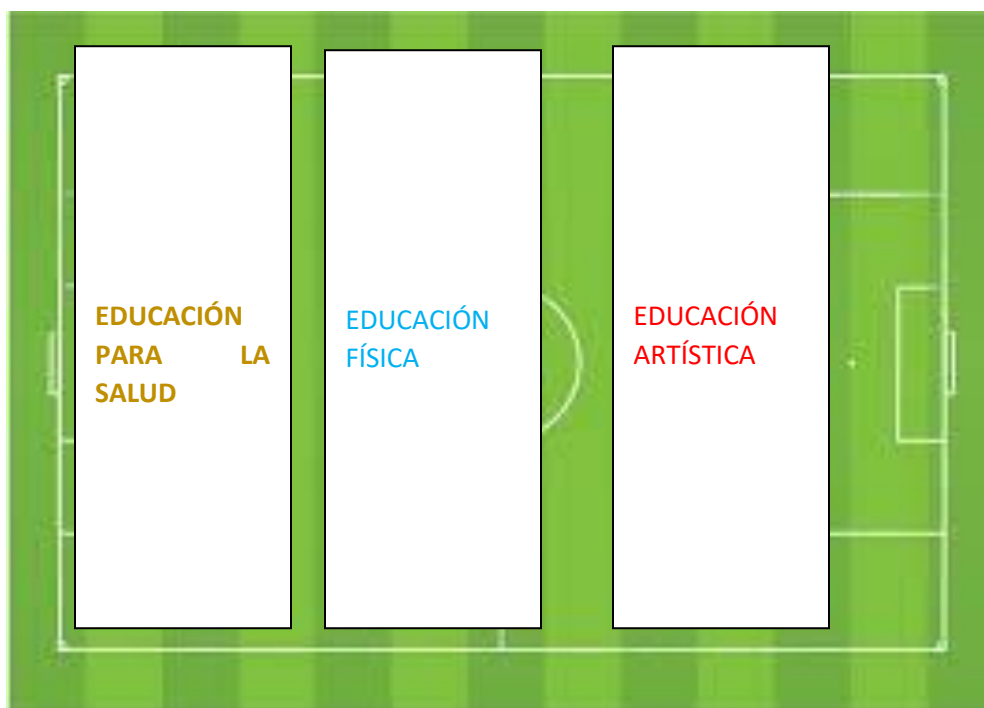 EDUCACIÓN
PARA LA
SALUD
EDUCACIÓN
FÍSICA
EDUCACIÓN
ARTÍSTICA